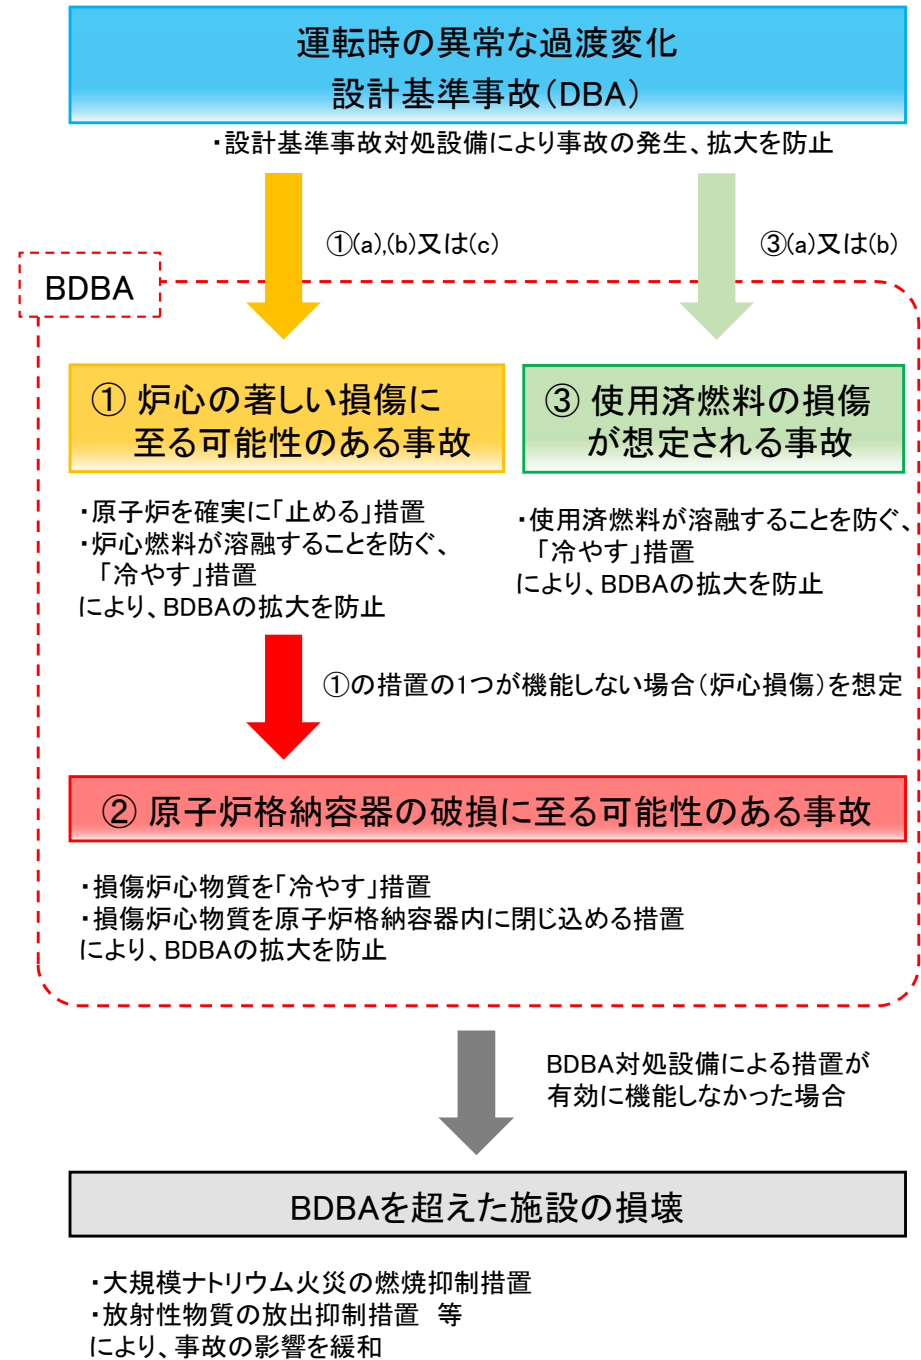 運転時の異常な過渡変化
設計基準事故(DBA)
・設計基準事故対処設備により事故の発生、拡大を防止
①(a),(b)又は(c)
③(a)又は(b)
BDBA
① 炉心の著しい損傷に
至る可能性のある事故
・原子炉を確実に「止める」措置
・炉心燃料が溶融することを防ぐ、
「冷やす」措置
により、BDBAの拡大を防止
③ 使用済燃料の損傷
が想定される事故
・使用済燃料が溶融することを防ぐ、
「冷やす」措置
により、BDBAの拡大を防止
①の措置の1つが機能しない場合(炉心損傷)を想定
② 原子炉格納容器の破損に至る可能性のある事故
・損傷炉心物質を「冷やす」措置
・損傷炉心物質を原子炉格納容器内に閉じ込める措置
により、BDBAの拡大を防止
BDBA対処設備による措置が
有効に機能しなかった場合
BDBAを超えた施設の損壊
・大規模ナトリウム火災の燃焼抑制措置
・放射性物質の放出抑制措置 等
により、事故の影響を緩和